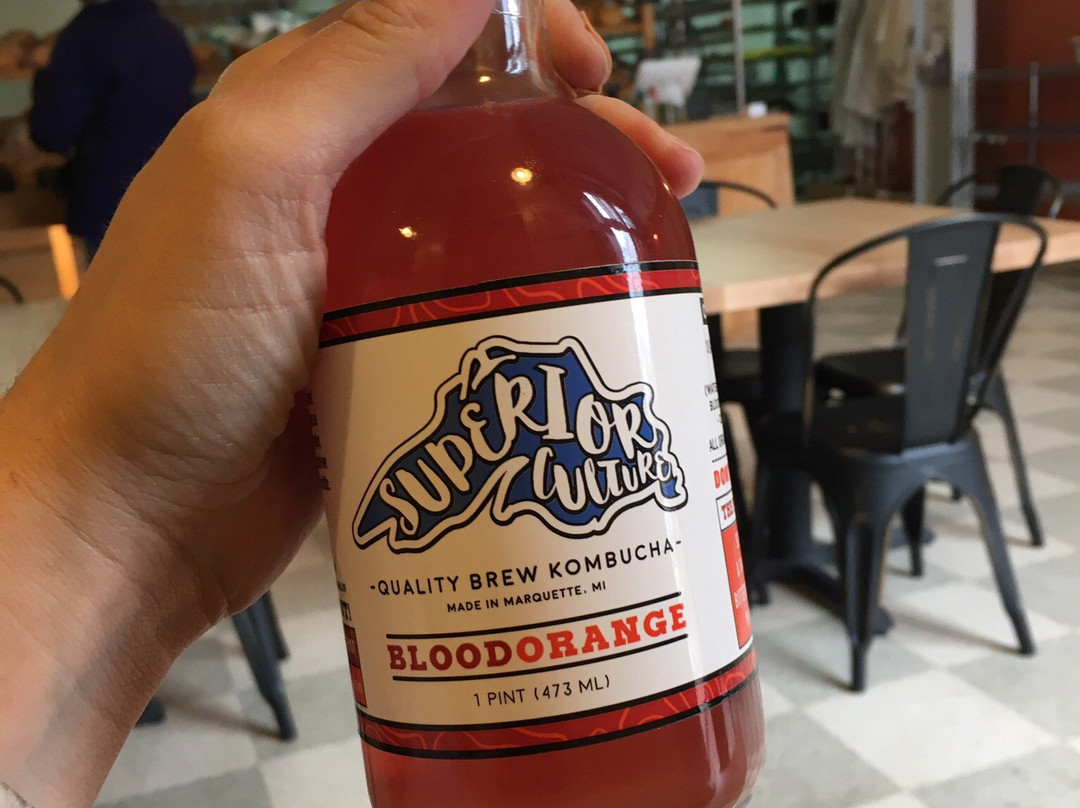 SUPERIOR
CULTURE
-QUALITY BREW KOMBUCHA-
MADE IN MARQUETTE, MI
BLOODORANGE
1 PINT (473 ML)